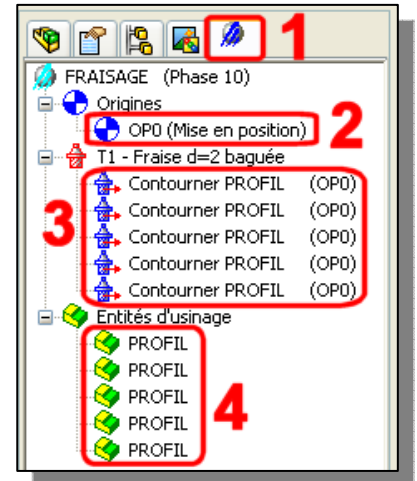 1
FRAISAGE (Phase 10)
Origines
OP0 (Mise en position)
2
T1 - Fraise d=2 baguée
3
Contourner PROFIL (OP0)
Contourner PROFIL (OP0)
Contourner PROFIL (OP0)
Contourner PROFIL (OP0)
Contourner PROFIL (OP0)
Entités d'usinage
PROFIL
PROFIL
PROFIL
PROFIL
PROFIL
4